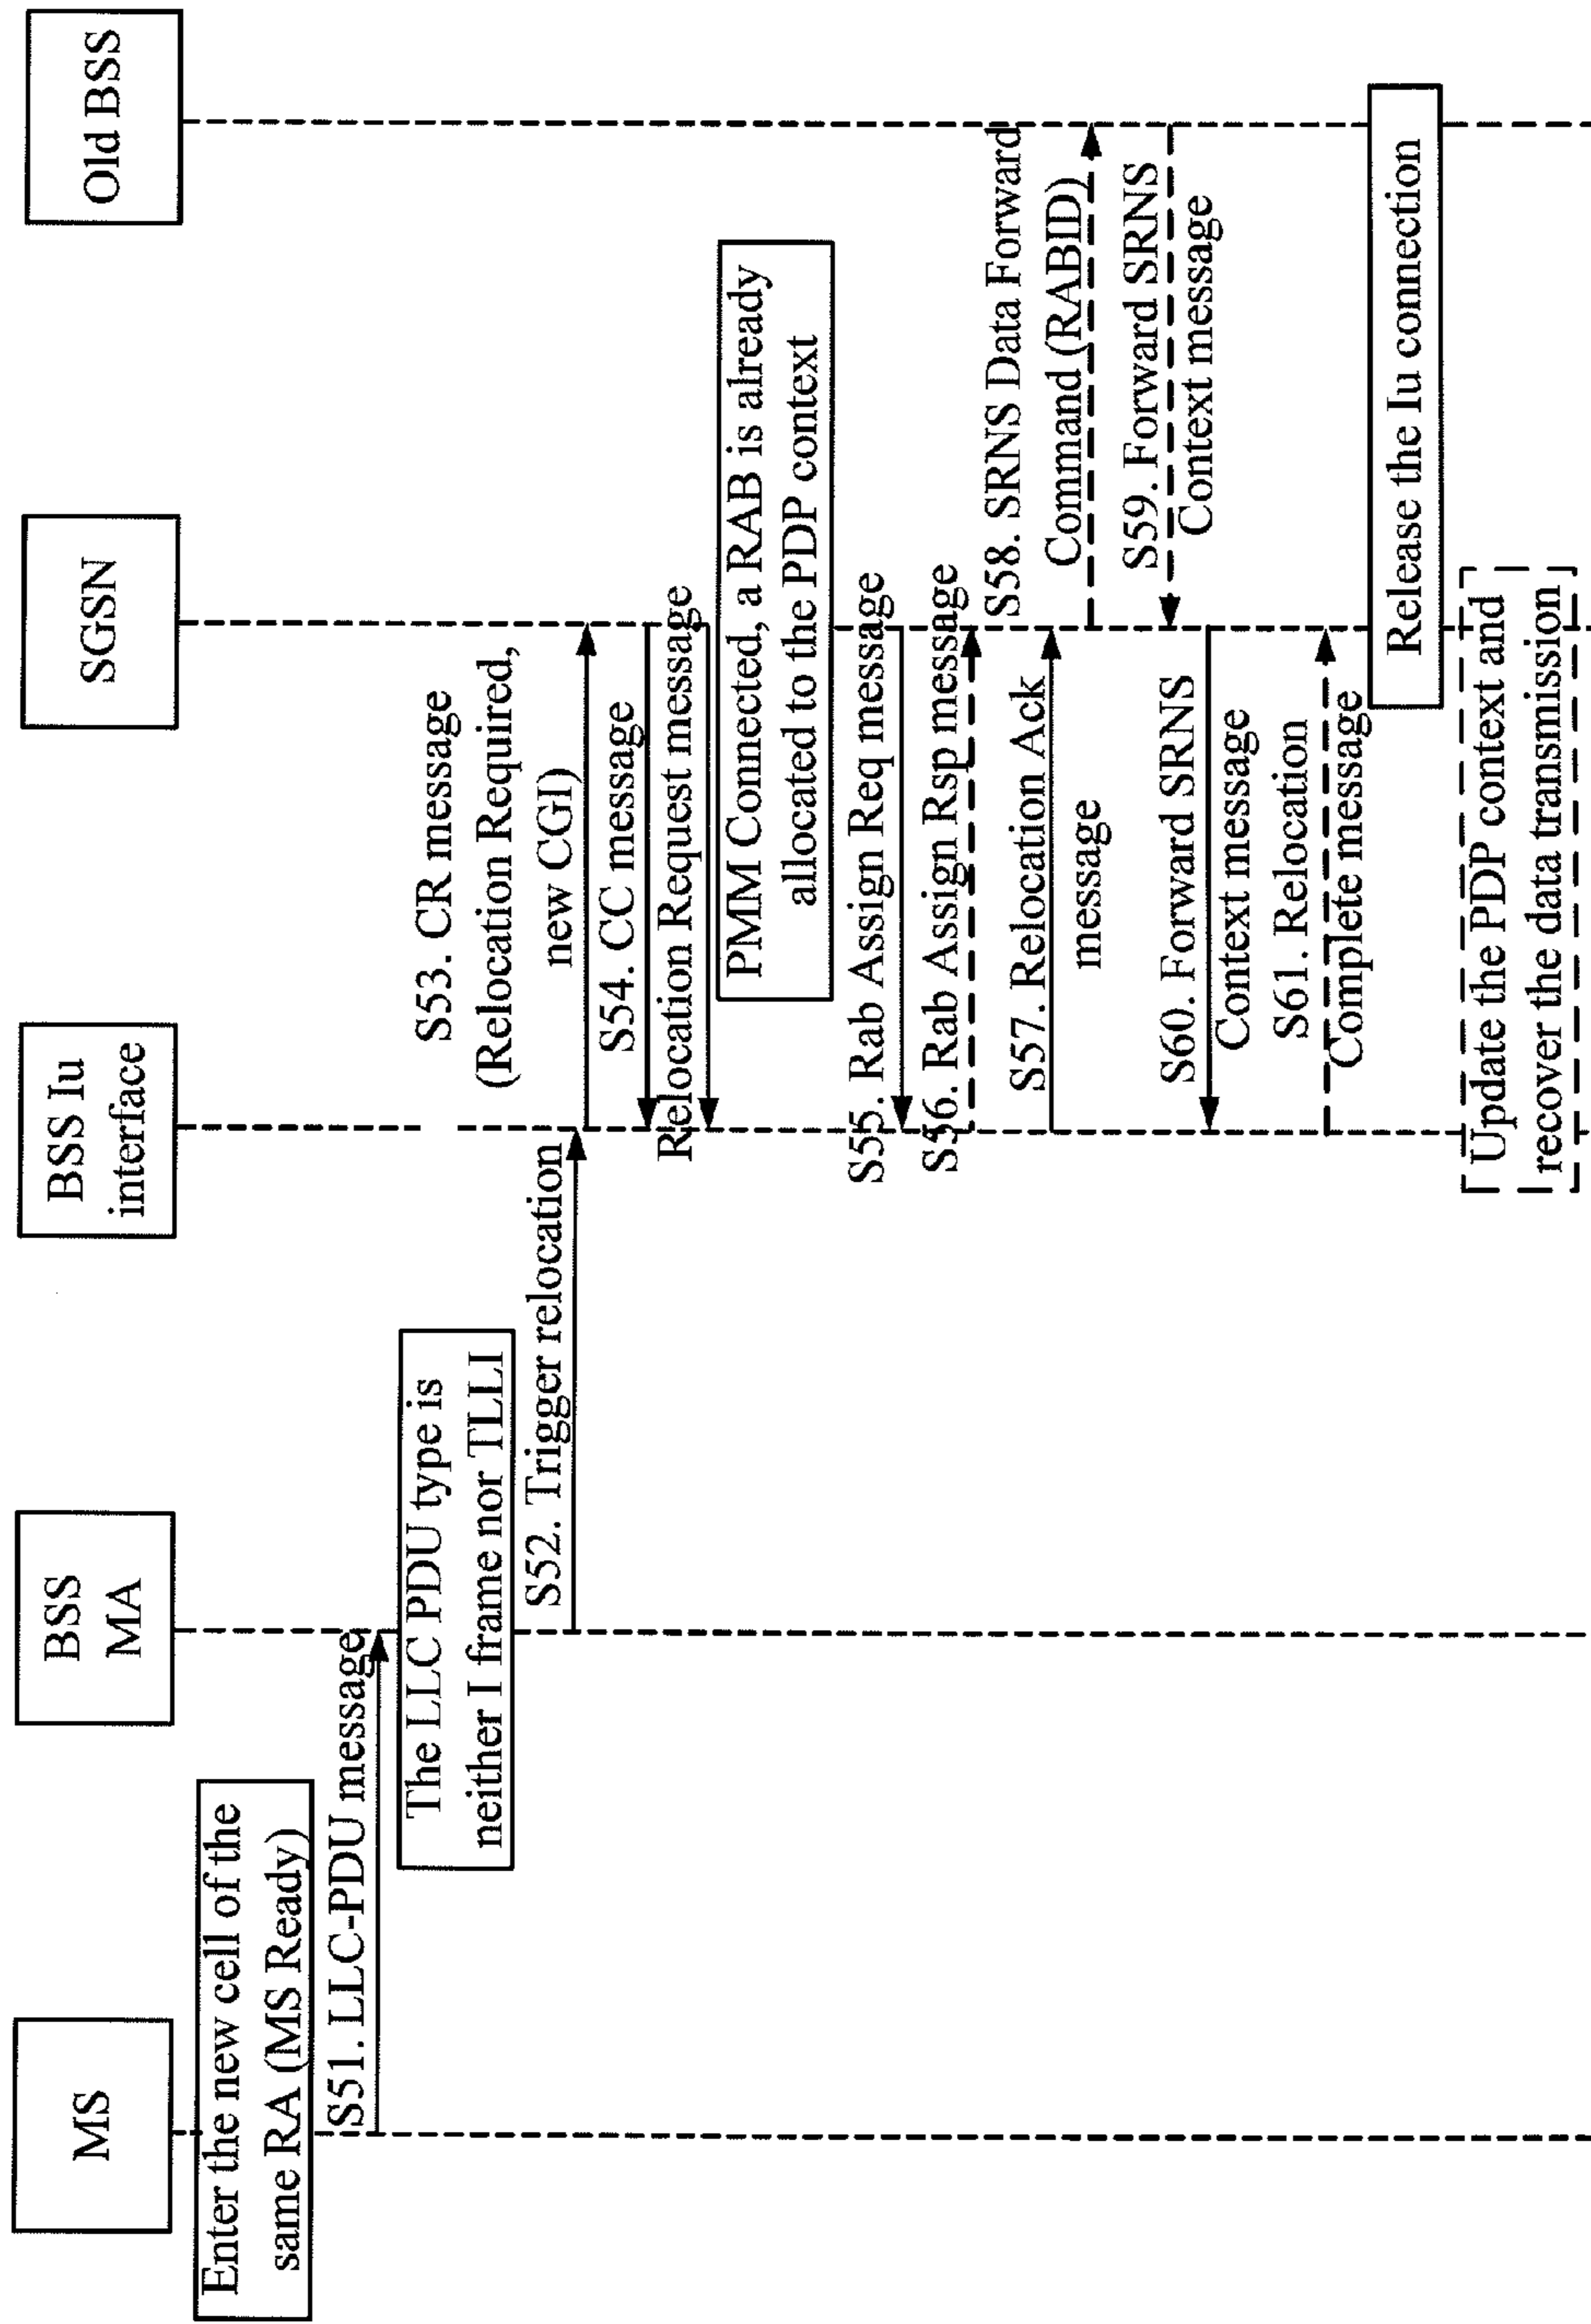 MS
BSS
MA
BSS Iu
interface
SGSN
Old BSS
Enter the new cell of the
same RA (MS Ready)
S51. LLC-PDU message
The LLC PDU type is
neither I frame nor TLLI
S52. Trigger relocation
S53. CR message
(Relocation Required,
new CGI)
S54. CC message
Relocation Request message
PMM Connected, a RAB is already
allocated to the PDP context
S55. Rab Assign Req message
S56. Rab Assign Rsp message
S57. Relocation Ack
message
S58. SRNS Data Forward
Command (RABID)
S59. Forward SRNS
Context message
S60. Forward SRNS
Context message
S61. Relocation
Complete message
Release the Iu connection
Update the PDP context and
recover the data transmission